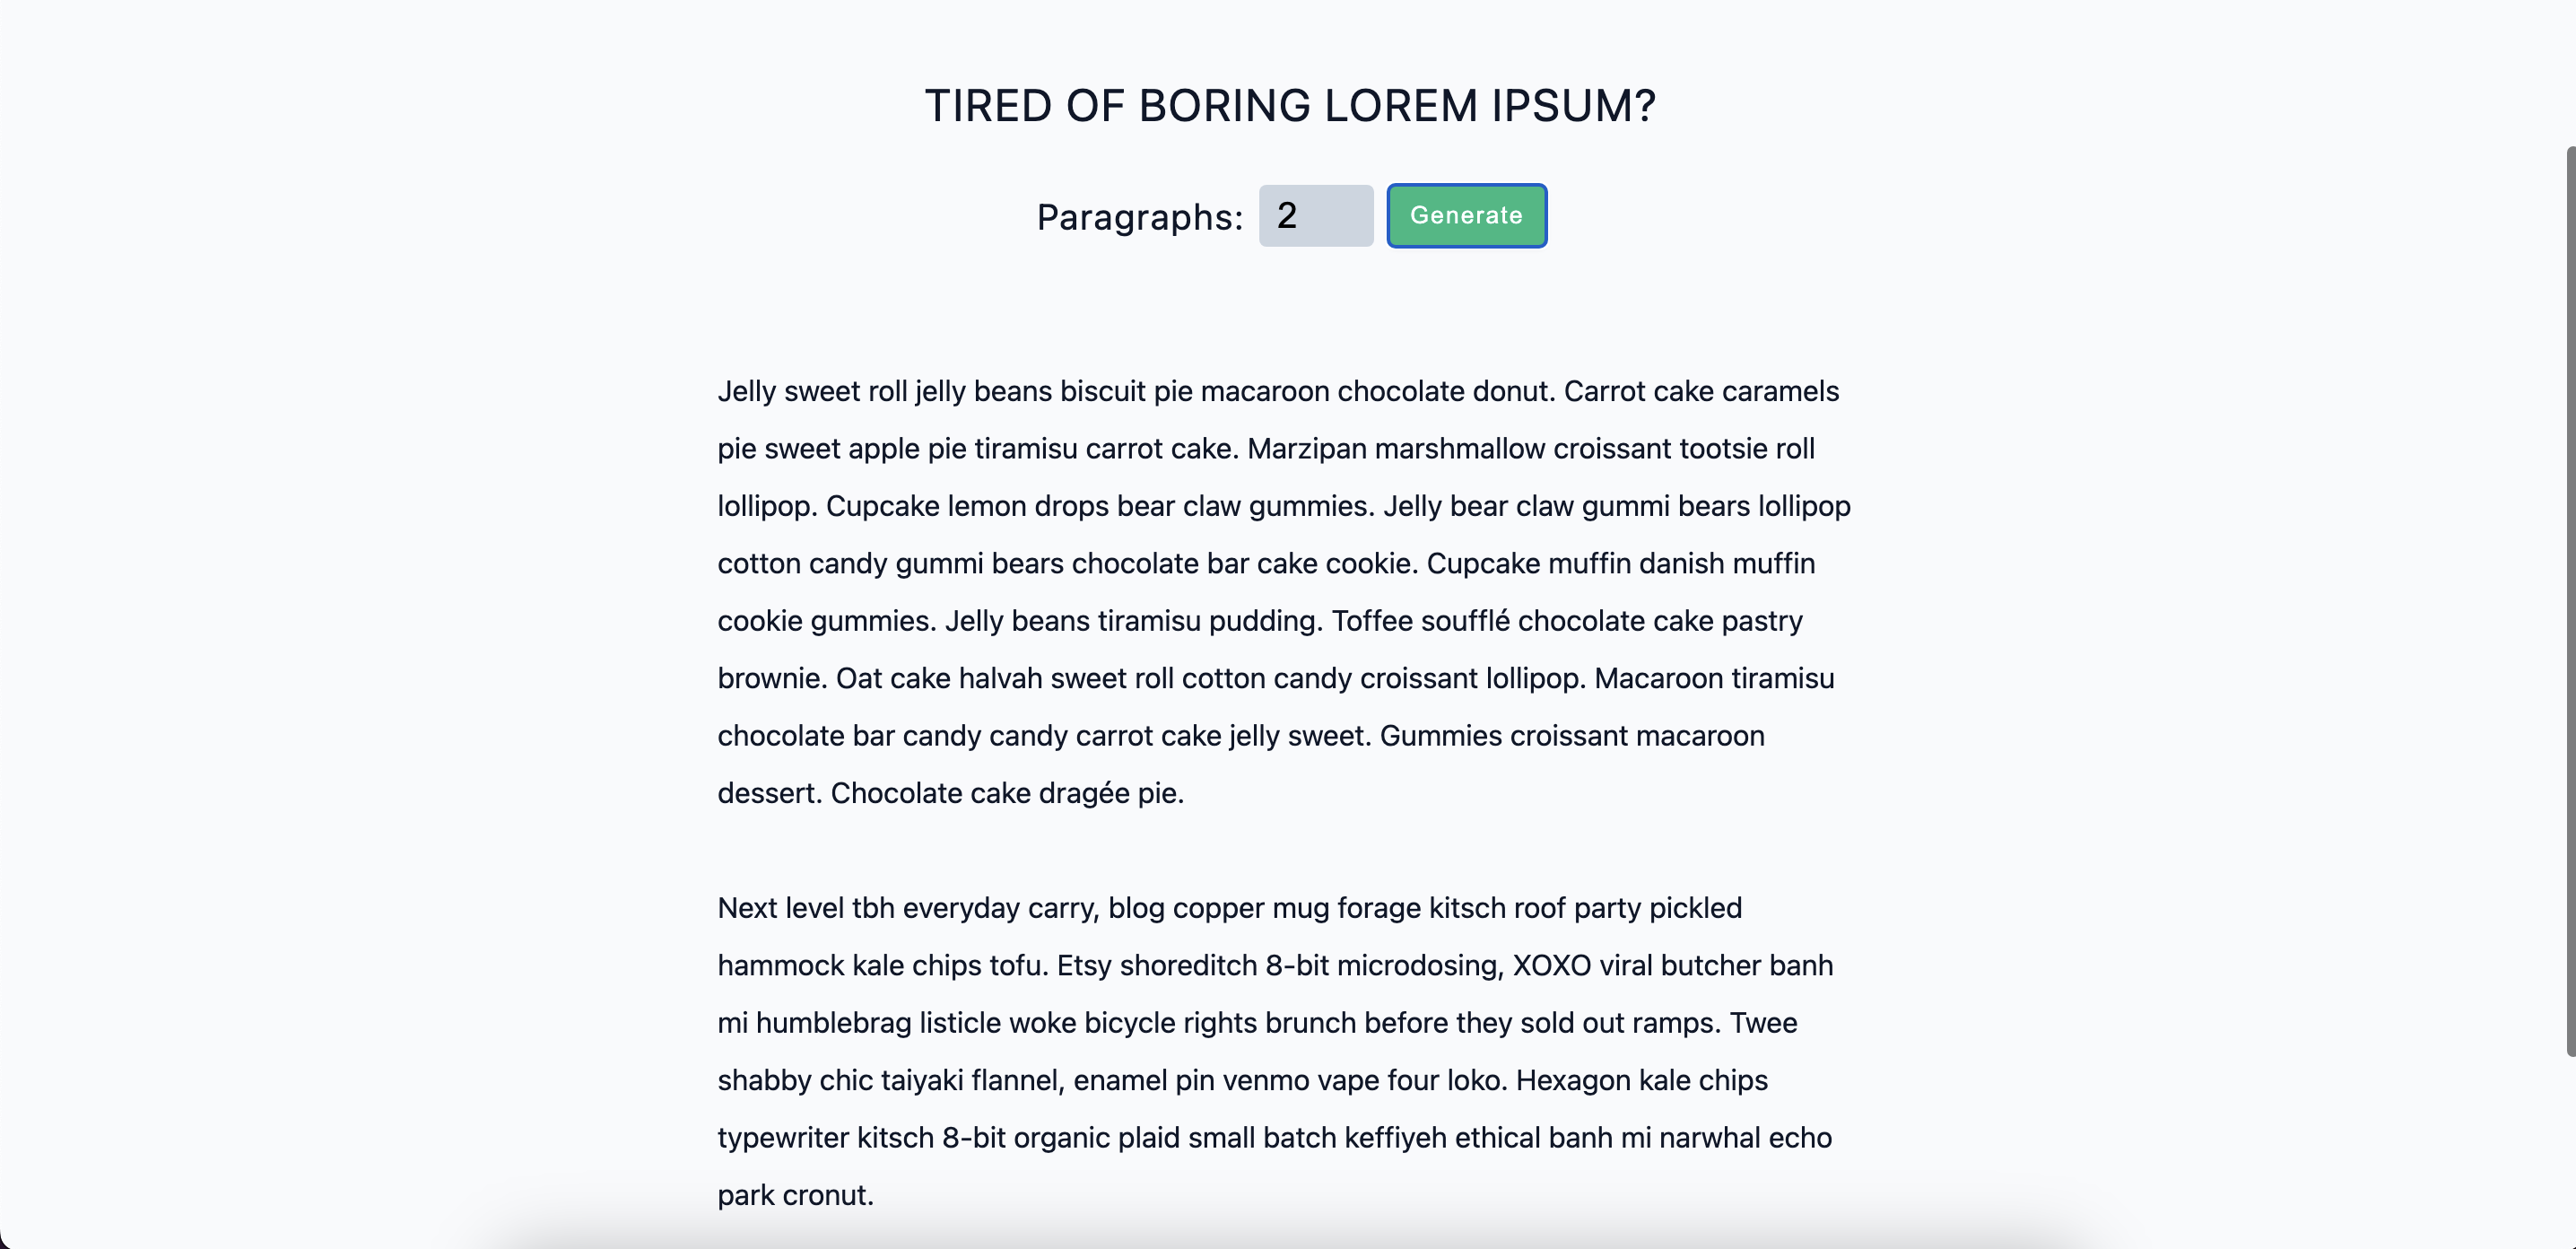 TIRED OF BORING LOREM IPSUM?
Paragraphs: 2 Generate
Jelly sweet roll jelly beans biscuit pie macaroon chocolate donut. Carrot cake caramels
pie sweet apple pie tiramisu carrot cake. Marzipan marshmallow croissant tootsie roll
lollipop. Cupcake lemon drops bear claw gummies. Jelly bear claw gummi bears lollipop
cotton candy gummi bears chocolate bar cake cookie. Cupcake muffin danish muffin
cookie gummies. Jelly beans tiramisu pudding. Toffee soufflé chocolate cake pastry
brownie. Oat cake halvah sweet roll cotton candy croissant lollipop. Macaroon tiramisu
chocolate bar candy candy carrot cake jelly sweet. Gummies croissant macaroon
dessert. Chocolate cake dragée pie.
Next level tbh everyday carry, blog copper mug forage kitsch roof party pickled
hammock kale chips tofu. Etsy shoreditch 8-bit microdosing, XOXO viral butcher banh
mi humblebrag listicle woke bicycle rights brunch before they sold out ramps. Twee
shabby chic taiyaki flannel, enamel pin venmo vape four loko. Hexagon kale chips
typewriter kitsch 8-bit organic plaid small batch keffiyeh ethical banh mi narwhal echo
park cronut.